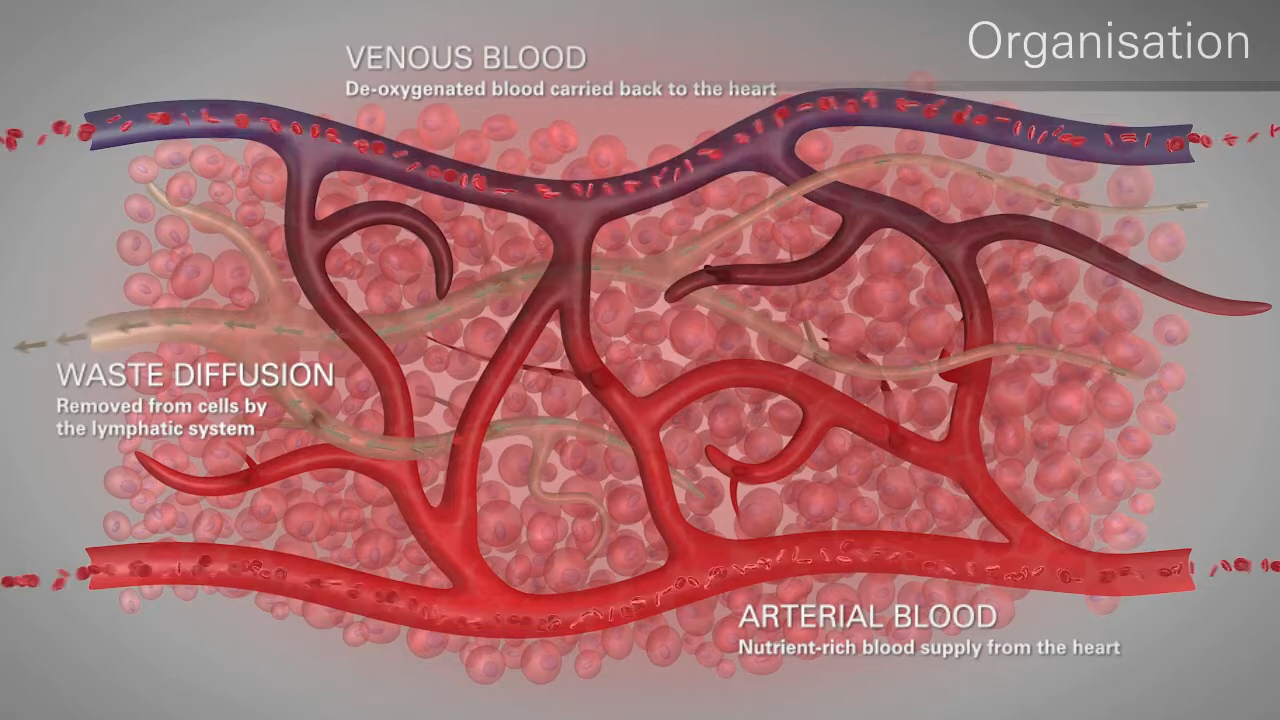 Organisation
VENOUS BLOOD
De-oxygenated blood carried back to the heart
WASTE DIFFUSION
Removed from cells by
the lymphatic system
ARTERIAL BLOOD
Nutrient-rich blood supply from the heart